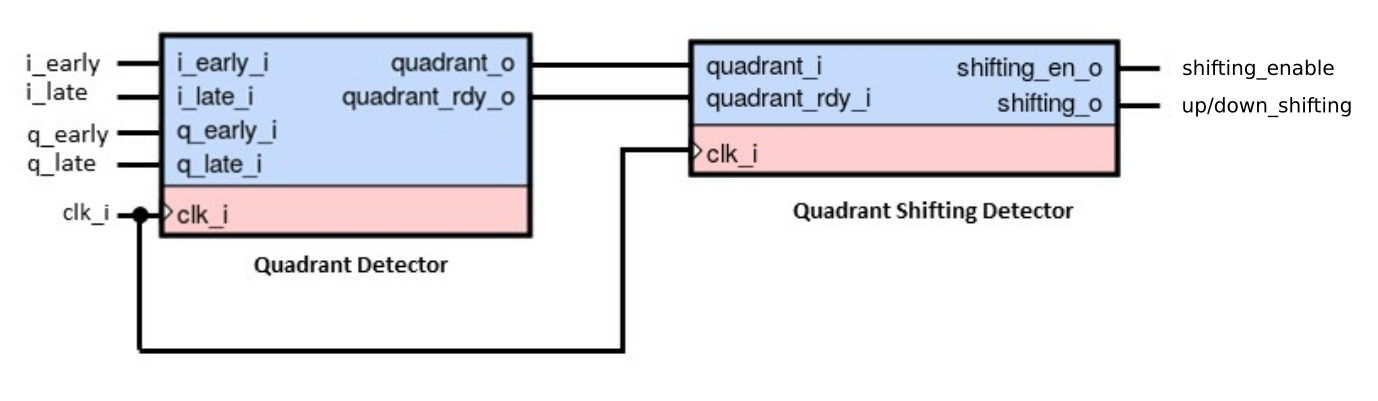 i_early
i_late
q_early
q_late
clk_i
i_early_i
i_late_i
q_early_i
q_late_i
clk_i
quadrant_o
quadrant_rdy_o
Quadrant Detector
quadrant_i
quadrant_rdy_i
clk_i
shifting_en_o
shifting_o
Quadrant Shifting Detector
shifting_enable
up/down_shifting